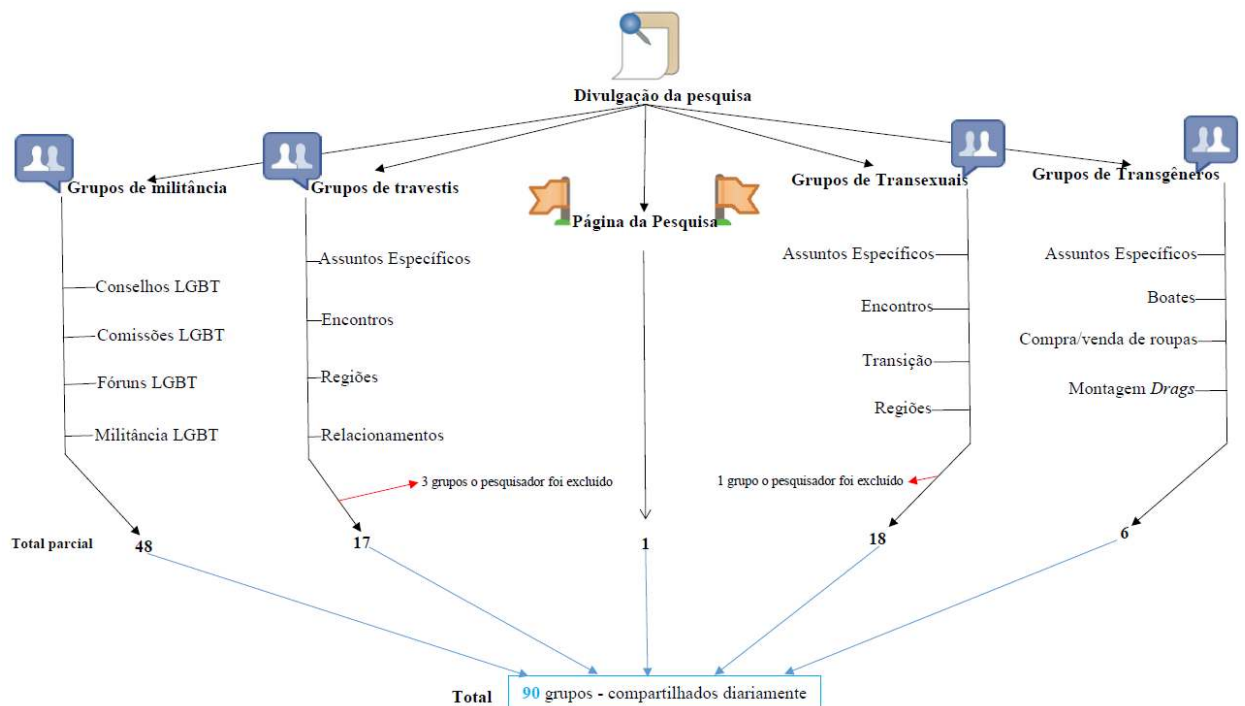 Divulgação da pesquisa
Grupos de militância
Grupos de travestis
Página da Pesquisa
Grupos de Transexuais
Grupos de Transgêneros
Conselhos LGBT
Comissões LGBT
Fóruns LGBT
Militância LGBT
Assuntos Específicos
Encontros
Regiões
Relacionamentos
3 grupos o pesquisador foi excluído
Assuntos Específicos
Encontros
Transição
Regiões
1 grupo o pesquisador foi excluído
Assuntos Específicos
Boates
Compra/venda de roupas
Montagem Drags
Total parcial
48
17
1
18
6
Total
90 grupos - compartilhados diariamente